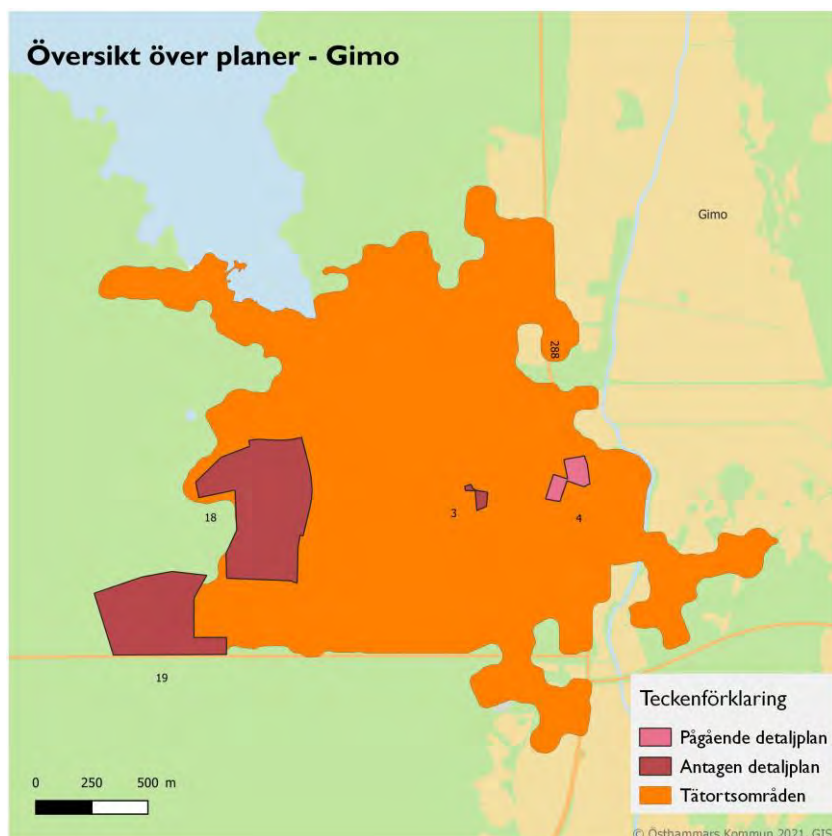 Översikt över planer - Gimo
Gimo
288
18
3
4
19
Teckenförklaring
Pågående detaljplan
Antagen detaljplan
Tätortsområden
0 250 500 m
© Östhammars Kommun 2021, GIS